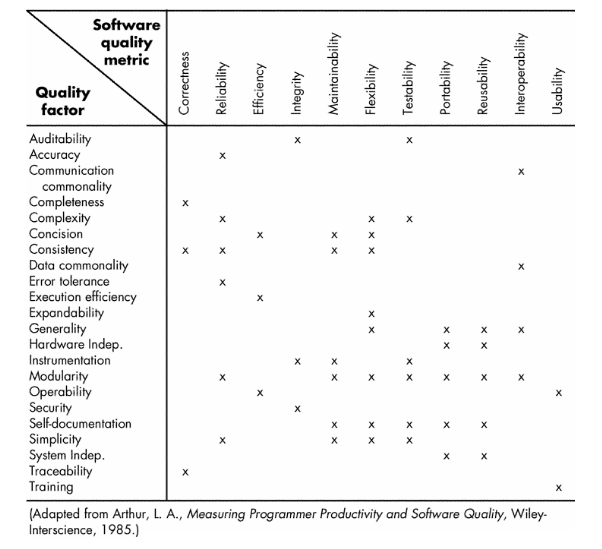 Software
quality
metric
Quality
factor
Correctness
Reliability
Efficiency
Integrity
Maintainability
Flexibility
Testability
Portability
Reusability
Interoperability
Usability
Auditability x x
Accuracy x
Communication
commonality x
Completeness x
Complexity x x x
Concision x x x
Consistency x x x x
Data commonality x
Error tolerance x
Execution efficiency x
Expandability x
Generality x x x x
Hardware Indep. x x
Instrumentation x x x
Modularity x x x x x x x
Operability x x
Security x
Self-documentation x x x x x
Simplicity x x x x
System Indep. x x
Traceability x
Training x
(Adapted from Arthur, L. A., Measuring Programmer Productivity and Software Quality, Wiley-
Interscience, 1985.)